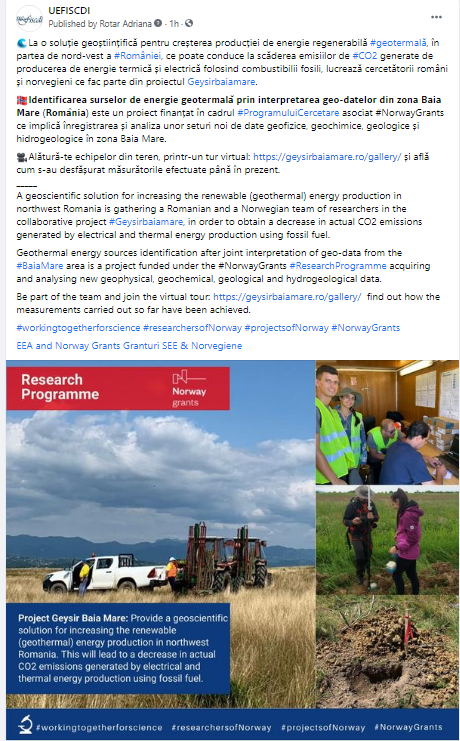 UEFISCDI
Published by Rotar Adriana · 1h ·
La o soluție geoștiințifică pentru creșterea producției de energie regenerabilă #geotermală, în
partea de nord-vest a #României, ce poate conduce la scăderea emisiilor de #CO2 generate de
producerea de energie termică și electrică folosind combustibili fosili, lucrează cercetătorii români
și norvegieni ce fac parte din proiectul Geysirbaiamare.
Identificarea surselor de energie geotermală prin interpretarea geo-datelor din zona Baia
Mare (România) este un proiect finanțat în cadrul #ProgramuluiCercetare asociat #NorwayGrants
ce implică înregistrarea și analiza unor seturi noi de date geofizice, geochimice, geologice și
hidrogeologice în zona Baia Mare.
Alătură-te echipelor din teren, printr-un tur virtual: https://geysirbaiamare.ro/gallery/ și află
cum s-au desfășurat măsurătorile efectuate până în prezent.
_____
A geoscientific solution for increasing the renewable (geothermal) energy production in
northwest Romania is gathering a Romanian and a Norwegian team of researchers in the
collaborative project #Geysirbaiamare, in order to obtain a decrease in actual CO2 emissions
generated by electrical and thermal energy production using fossil fuel.
Geothermal energy sources identification after joint interpretation of geo-data from the
#BaiaMare area is a project funded under the #NorwayGrants #ResearchProgramme acquiring
and analysing new geophysical, geochemical, geological and hydrogeological data.
Be part of the team and join the virtual tour: https://geysirbaiamare.ro/gallery/ find out how the
measurements carried out so far have been achieved.
#workingtogetherforscience #researchersofNorway #projectsofNorway #NorwayGrants
EEA and Norway Grants Granturi SEE & Norvegiene
Research
Programme
Norway
grants
Project Geysir Baia Mare: Provide a geoscientific
solution for increasing the renewable
(geothermal) energy production in northwest
Romania. This will lead to a decrease in actual
CO2 emissions generated by electrical and
thermal energy production using fossil fuel.
#workingtogetherforscience #researchersofNorway #projectsofNorway #NorwayGrants